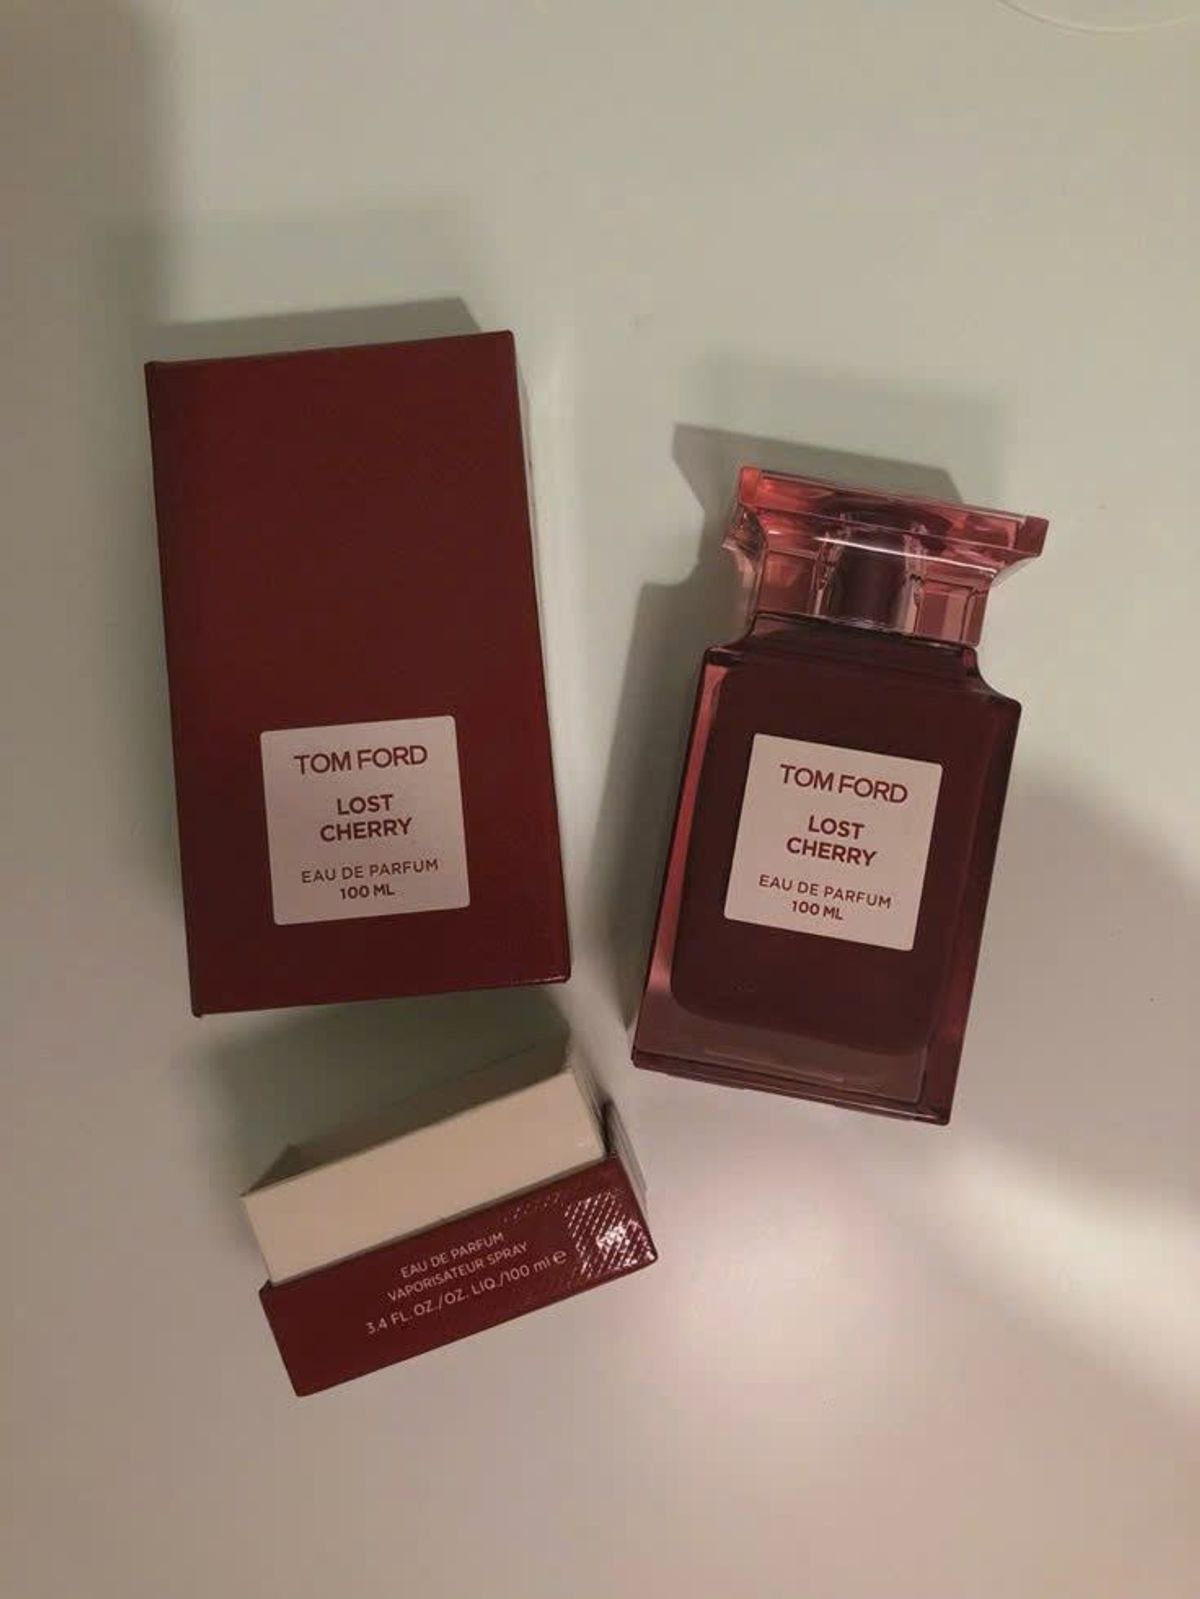 TOM FORD
LOST
CHERRY
EAU DE PARFUM
100 ML
TOM FORD
LOST
CHERRY
EAU DE PARFUM
100 ML
EAU DE PARFUM
VAPORISATEUR SPRAY
3.4 FL. OZ./OZ. LIQ./100 ml ℮